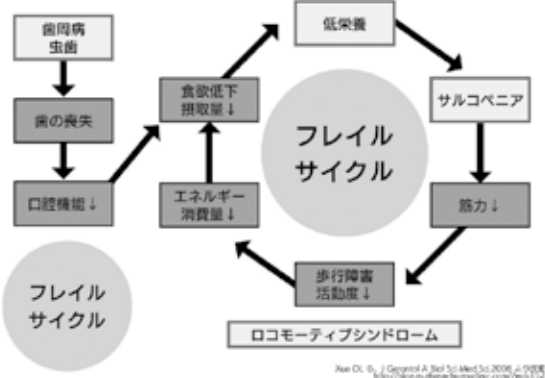 歯周病
虫歯
歯の喪失
口腔機能↓
フレイル
サイクル
食欲低下
摂取量↓
エネルギー
消費量↓
低栄養
サルコペニア
筋力↓
歩行障害
活動度↓
フレイル
サイクル
ロコモーティブシンドローム